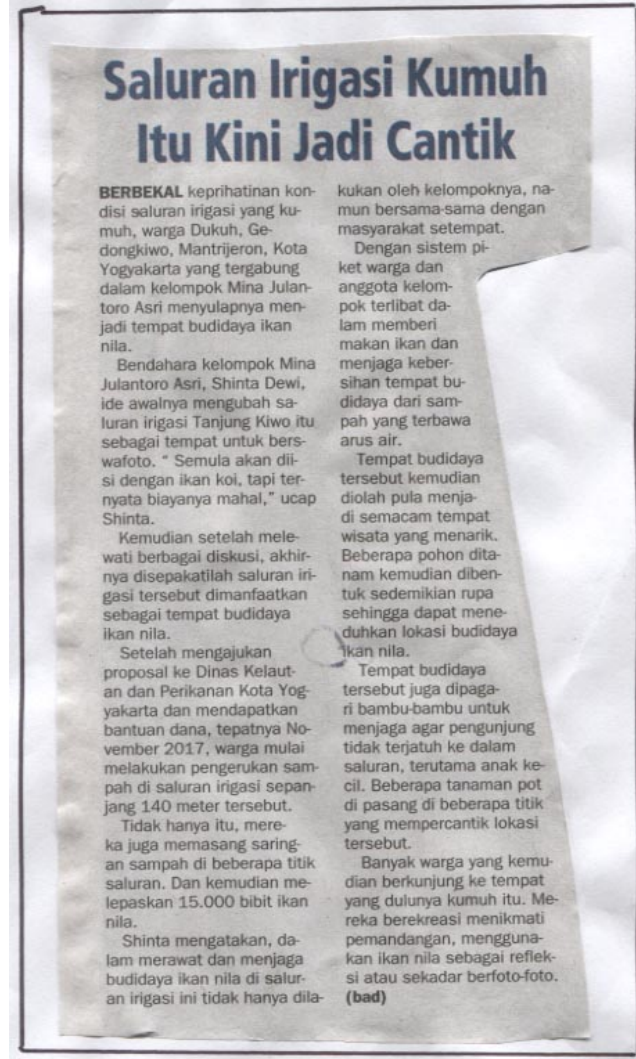 Saluran Irigasi Kumuh
Itu Kini Jadi Cantik
BERBEKAL keprihatinan kon-
disi saluran irigasi yang ku-
muh, warga Dukuh, Ge-
dongkiwo, Mantrijeron, Kota
Yogyakarta yang tergabung
dalam kelompok Mina Julan-
toro Asri menyulapnya men-
jadi tempat budidaya ikan
nila.
Bendahara kelompok Mina
Julantoro Asri, Shinta Dewi,
ide awalnya mengubah sa-
luran irigasi Tanjung Kiwo itu
sebagai tempat untuk bers-
wafoto. “ Semula akan dii-
si dengan ikan koi, tapi ter-
nyata biayanya mahal,” ucap
Shinta.
Kemudian setelah mele-
wati berbagai diskusi, akhir-
nya disepakatilah saluran iri-
gasi tersebut dimanfaatkan
sebagai tempat budidaya
ikan nila.
Setelah mengajukan
proposal ke Dinas Kelaut-
an dan Perikanan Kota Yog-
yakarta dan mendapatkan
bantuan dana, tepatnya No-
vember 2017, warga mulai
melakukan pengerukan sam-
pah di saluran irigasi sepan-
jang 140 meter tersebut.
Tidak hanya itu, mere-
ka juga memasang saring-
an sampah di beberapa titik
saluran. Dan kemudian me-
lepaskan 15.000 bibit ikan
nila.
Shinta mengatakan, da-
lam merawat dan menjaga
budidaya ikan nila di salur-
an irigasi ini tidak hanya dila-
kukan oleh kelompoknya, na-
mun bersama-sama dengan
masyarakat setempat.
Dengan sistem pi-
ket warga dan
anggota kelom-
pok terlibat da-
lam memberi
makan ikan dan
menjaga keber-
sihan tempat bu-
didaya dari sam-
pah yang terbawa
arus air.
Tempat budidaya
tersebut kemudian
diolah pula menja-
di semacam tempat
wisata yang menarik.
Beberapa pohon dita-
nam kemudian diben-
tuk sedemikian rupa
sehingga dapat mene-
duhkan lokasi budidaya
ikan nila.
Tempat budidaya
tersebut juga dipaga-
ri bambu-bambu untuk
menjaga agar pengunjung
tidak terjatuh ke dalam
saluran, terutama anak ke-
cil. Beberapa tanaman pot
di pasang di beberapa titik
yang mempercantik lokasi
tersebut.
Banyak warga yang kemu-
dian berkunjung ke tempat
yang dulunya kumuh itu. Me-
reka berekreasi menikmati
pemandangan, mengguna-
kan ikan nila sebagai reflek-
si atau sekadar berfoto-foto.
(bad)